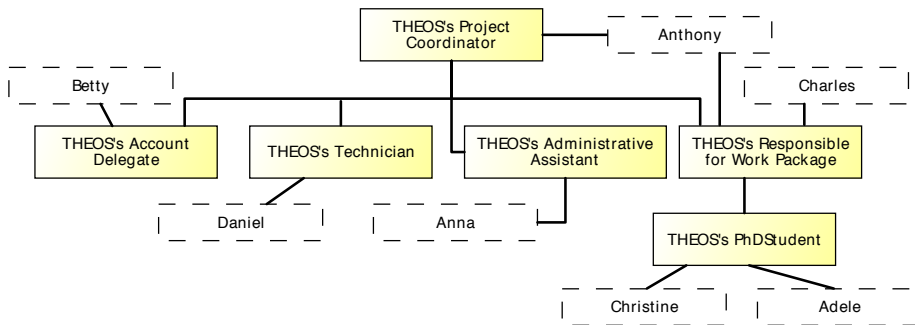 THEOS's Project
Coordinator
Anthony
Betty
Charles
THEOS's Account
Delegate
THEOS's Technician
THEOS's Administrative
Assistant
THEOS's Responsible
for Work Package
Daniel
Anna
THEOS's PhDStudent
Christine
Adele